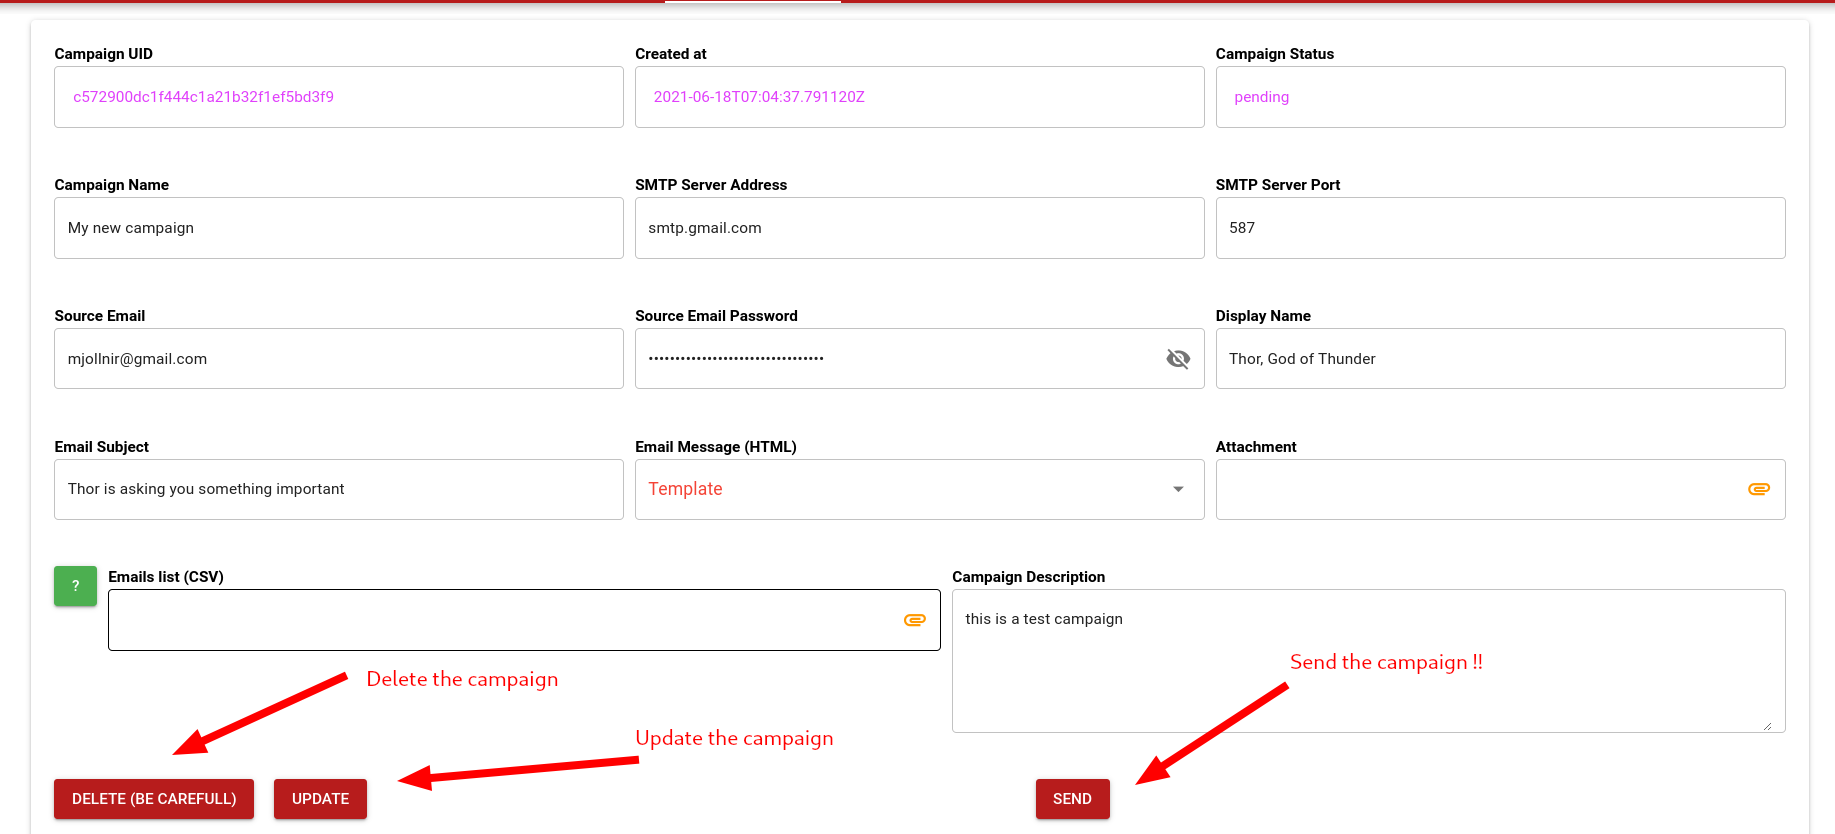 Campaign UID
Created at
Campaign Status
c572900dc1f444c1a21b32f1ef5bd3f9
2021-06-18T07:04:37.791120Z
pending
Campaign Name
SMTP Server Address
SMTP Server Port
My new campaign
smtp.gmail.com
587
Source Email
Source Email Password
Display Name
mjollnir@gmail.com
•••••••••••••••••••••••••••••••••
Thor, God of Thunder
Email Subject
Email Message (HTML)
Attachment
Thor is asking you something important
Template
?
Emails list (CSV)
Campaign Description
this is a test campaign
Send the campaign !!
Delete the campaign
Update the campaign
DELETE (BE CAREFULL)
UPDATE
SEND